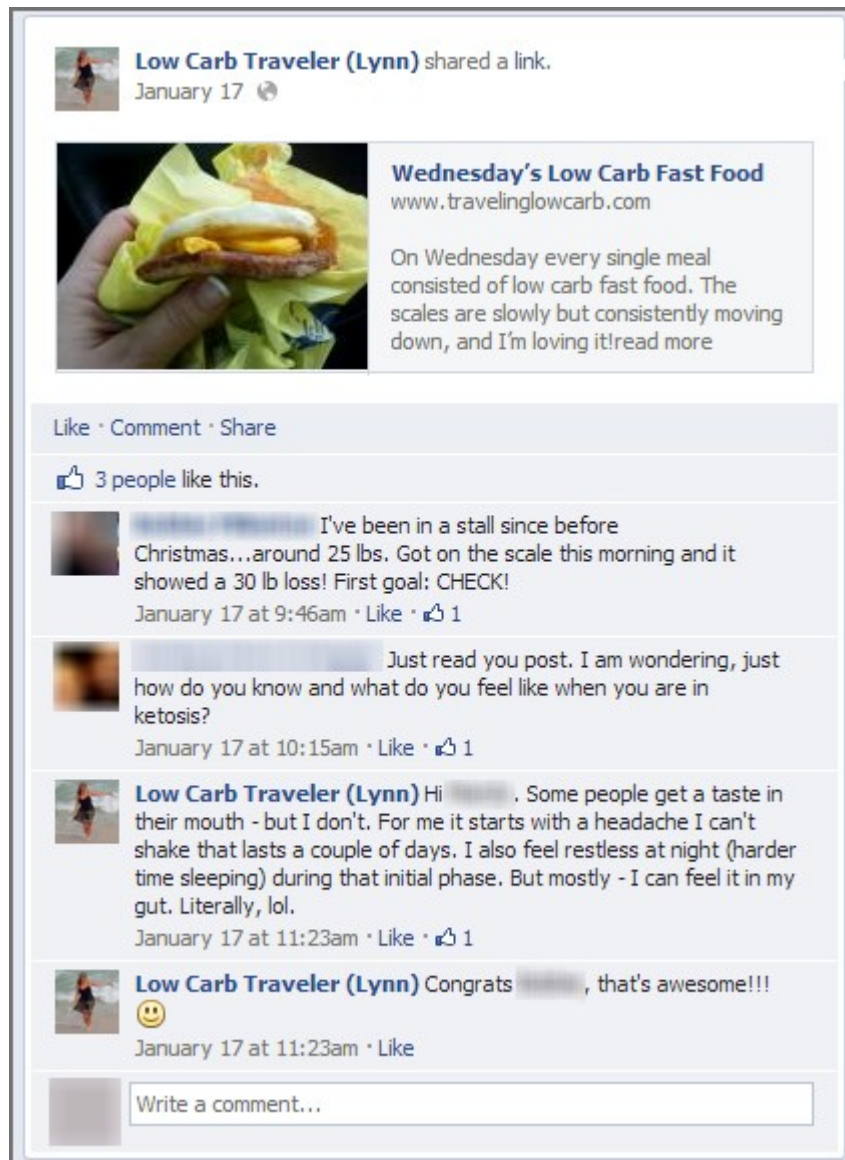 Low Carb Traveler (Lynn) shared a link.
January 17
Wednesday's Low Carb Fast Food
www.travelinglowcarb.com
On Wednesday every single meal
consisted of low carb fast food. The
scales are slowly but consistently moving
down, and I'm loving it!read more
Like · Comment · Share
3 people like this.
I've been in a stall since before
Christmas...around 25 lbs. Got on the scale this morning and it
showed a 30 lb loss! First goal: CHECK!
January 17 at 9:46am · Like · 1
Just read you post. I am wondering, just
how do you know and what do you feel like when you are in
ketosis?
January 17 at 10:15am · Like · 1
Low Carb Traveler (Lynn) Hi . Some people get a taste in
their mouth - but I don't. For me it starts with a headache I can't
shake that lasts a couple of days. I also feel restless at night (harder
time sleeping) during that initial phase. But mostly - I can feel it in my
gut. Literally, lol.
January 17 at 11:23am · Like · 1
Low Carb Traveler (Lynn) Congrats , that's awesome!!!
January 17 at 11:23am · Like
Write a comment...